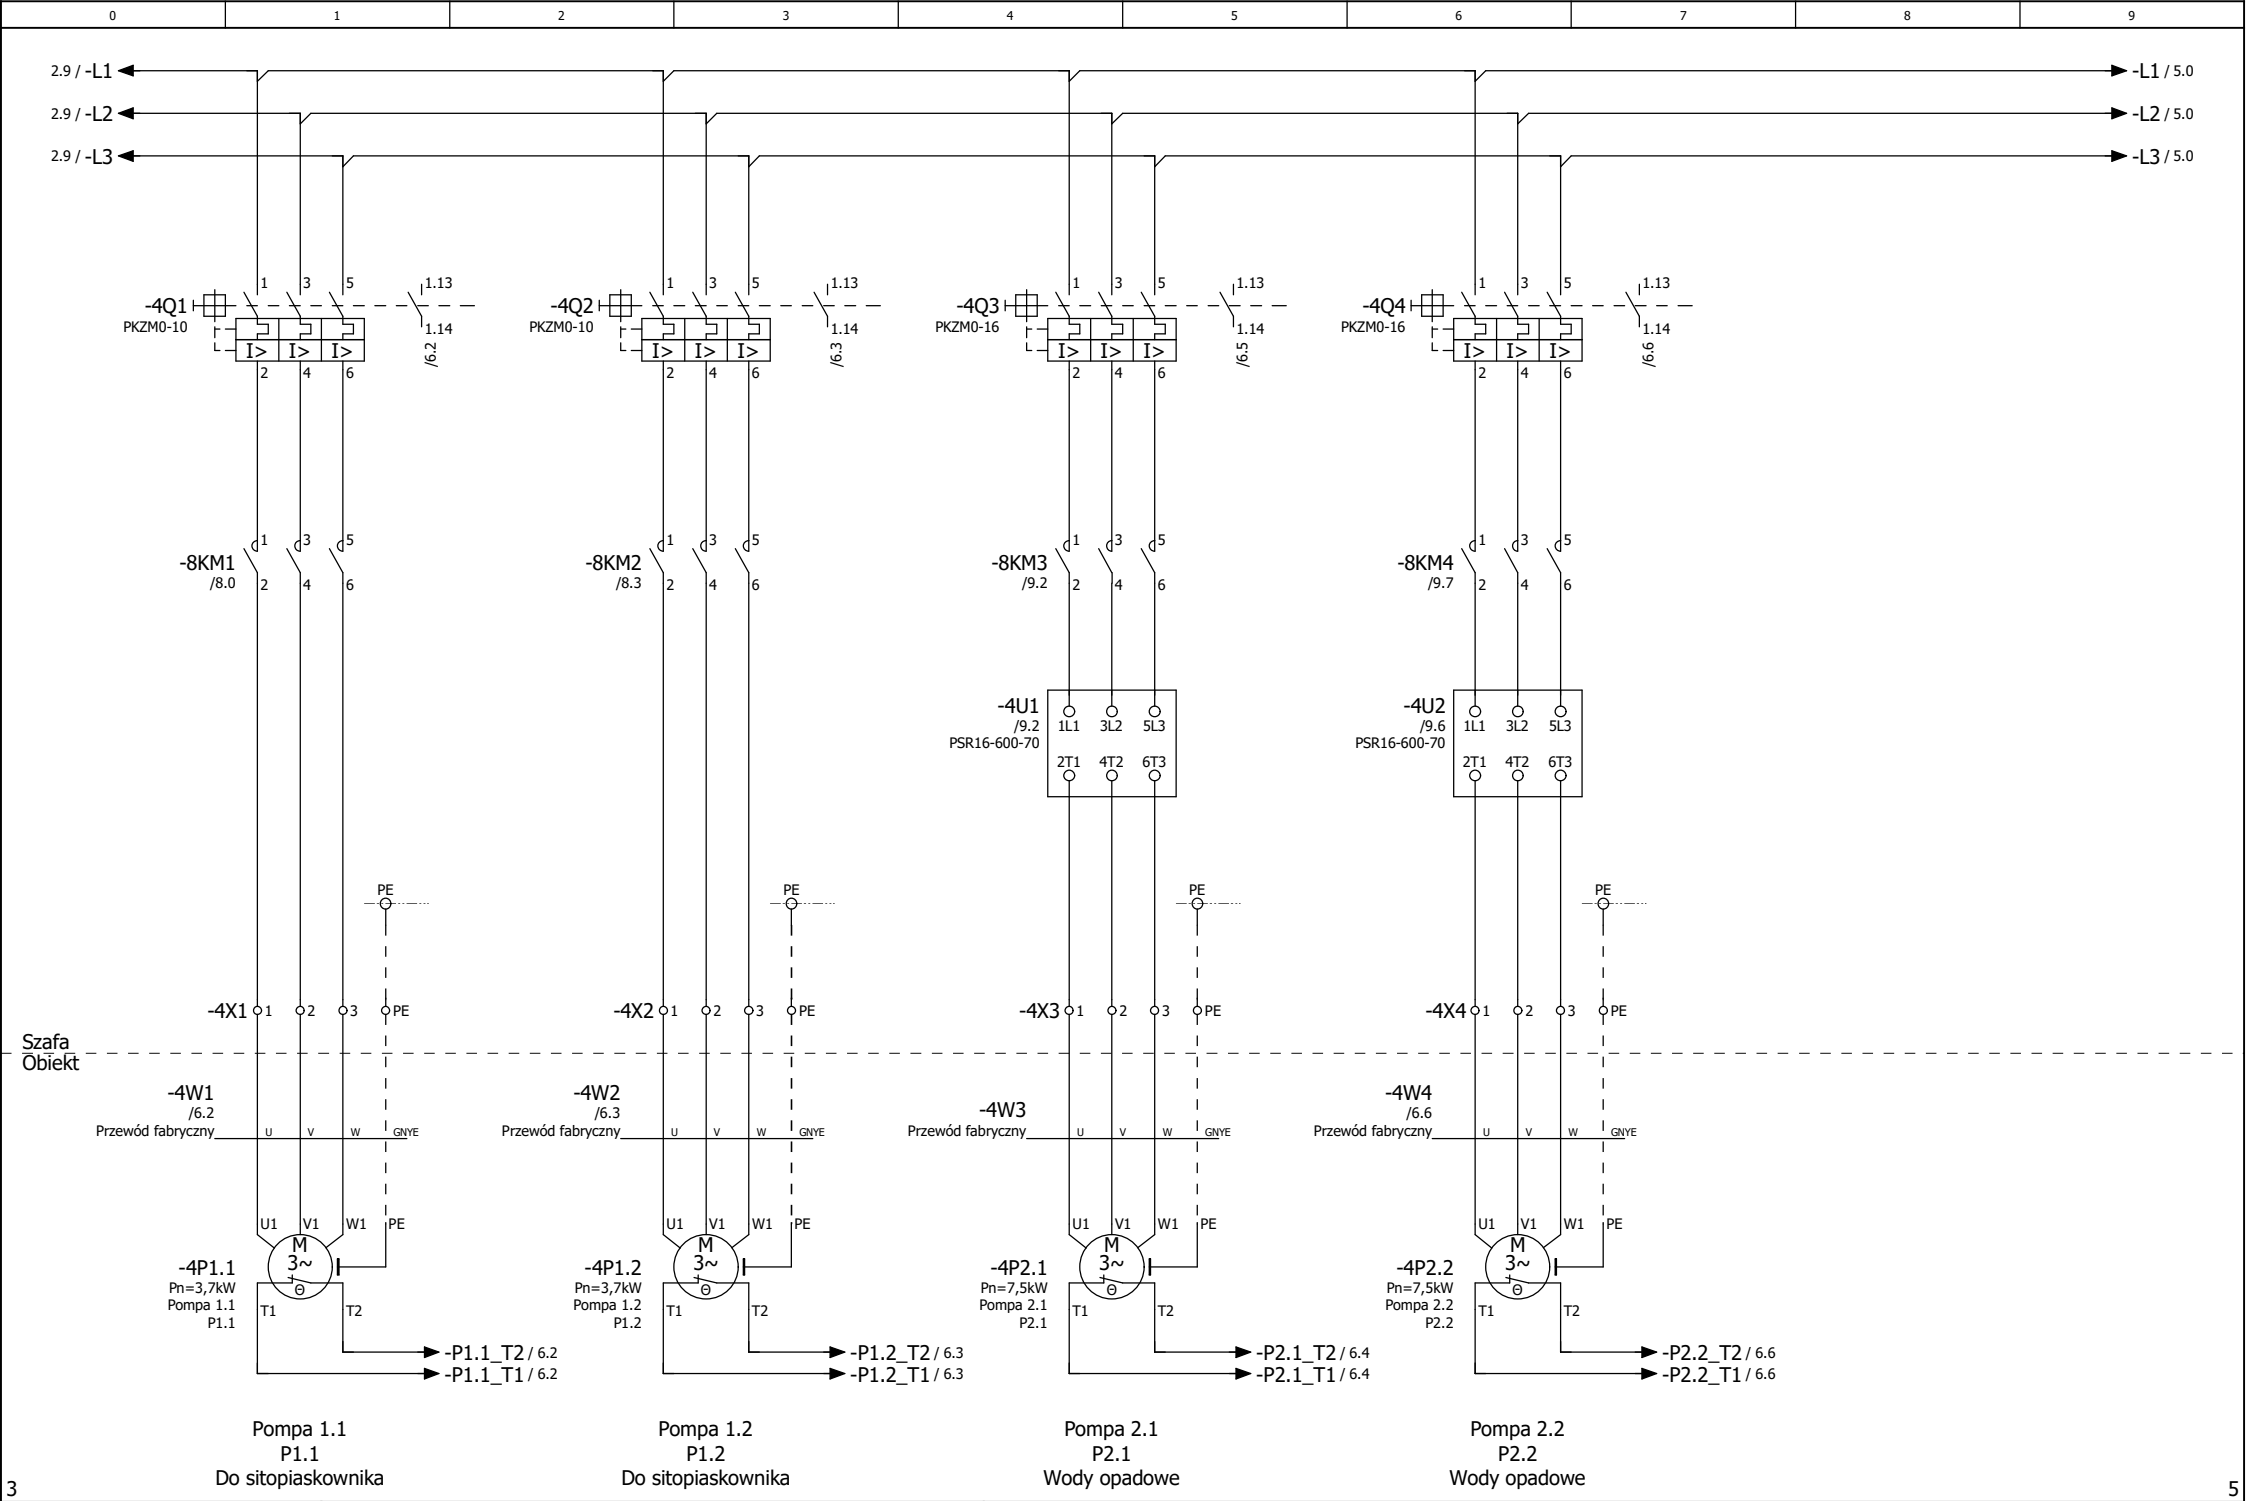 0 1 2 3 4 5 6 7 8 9
2.9 / -L1 -L1 / 5.0
2.9 / -L2 -L2 / 5.0
2.9 / -L3 -L3 / 5.0
1 3 5 1.13 1 3 5 1.13 1 3 5 1.13 1 3 5 1.13
-4Q1 -4Q2 -4Q3 -4Q4
PKZM0-10 1.14 PKZM0-10 1.14 PKZM0-16 1.14 PKZM0-16 1.14
I> I> I> /6.2 I> I> I> /6.3 I> I> I> /6.5 I> I> I> /6.6
2 4 6 2 4 6 2 4 6 2 4 6
1 3 5 1 3 5 1 3 5 1 3 5
-8KM1 -8KM2 -8KM3 -8KM4
/8.0 2 4 6 /8.3 2 4 6 /9.2 2 4 6 /9.7 2 4 6
-4U1 -4U2
/9.2 1L1 3L2 5L3 /9.6 1L1 3L2 5L3
PSR16-600-70 PSR16-600-70
2T1 4T2 6T3 2T1 4T2 6T3
PE PE PE PE
-4X1 1 2 3 PE -4X2 1 2 3 PE -4X3 1 2 3 PE -4X4 1 2 3 PE
Szafa
Obiekt
-4W1 -4W2 -4W3 -4W4
/6.2 /6.3 /6.6
Przewód fabryczny U V W GNYE Przewód fabryczny U V W GNYE Przewód fabryczny U V W GNYE Przewód fabryczny U V W GNYE
U1 V1 W1 PE U1 V1 W1 PE U1 V1 W1 PE U1 V1 W1 PE
M M M M
-4P1.1 3~ -4P1.2 3~ -4P2.1 3~ -4P2.2 3~
Pn=3,7kW Θ Pn=3,7kW Θ Pn=7,5kW Θ Pn=7,5kW Θ
Pompa 1.1 T1 T2 Pompa 1.2 T1 T2 Pompa 2.1 T1 T2 Pompa 2.2 T1 T2
P1.1 P1.2 P2.1 P2.2
-P1.1_T2 / 6.2 -P1.2_T2 / 6.3 -P2.1_T2 / 6.4 -P2.2_T2 / 6.6
-P1.1_T1 / 6.2 -P1.2_T1 / 6.3 -P2.1_T1 / 6.4 -P2.2_T1 / 6.6
Pompa 1.1 Pompa 1.2 Pompa 2.1 Pompa 2.2
P1.1 P1.2 P2.1 P2.2
Do sitopiaskownika Do sitopiaskownika Wody opadowe Wody opadowe
3 5